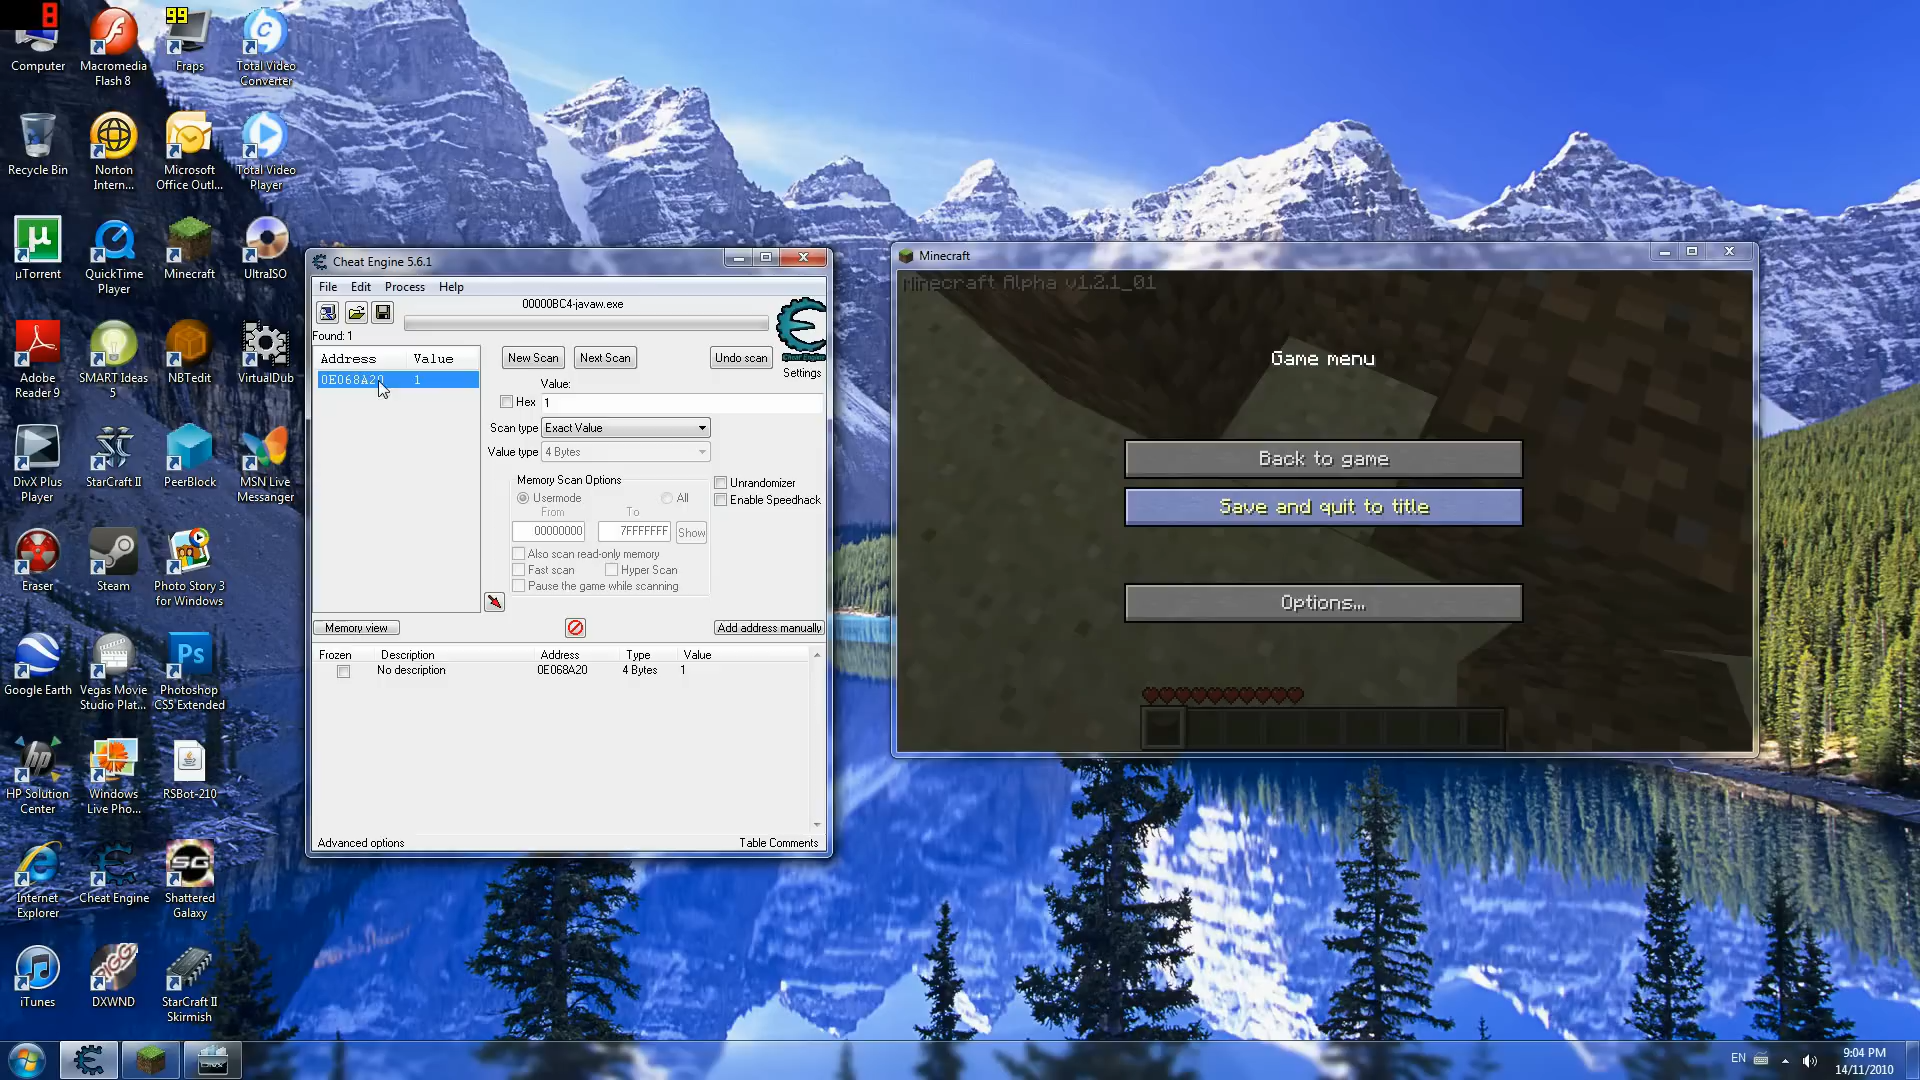 8
99
Computer
Macromedia
Flash 8
Fraps
Total Video
Converter
Recycle Bin
Norton
Intern...
Microsoft
Office Outl...
Total Video
Player
µTorrent
QuickTime
Player
Minecraft
UltraISO
Adobe
Reader 9
SMART Ideas
5
NBTedit
VirtualDub
DivX Plus
Player
StarCraft II
PeerBlock
MSN Live
Messanger
Eraser
Steam
Photo Story 3
for Windows
Google Earth
Vegas Movie
Studio Plat...
Ps
Photoshop
CS5 Extended
HP Solution
Center
Windows
Live Pho...
RSBot-210
Internet
Explorer
Cheat Engine
SG
Shattered
Galaxy
iTunes
DXWND
StarCraft II
Skirmish
Cheat Engine 5.6.1
File Edit Process Help
00000BC4-javaw.exe
Found: 1
Address Value
0E068A20 1
New Scan Next Scan Undo scan
Cheat Engine
Settings
Value:
Hex 1
Scan type Exact Value
Value type 4 Bytes
Memory Scan Options
Usermode All
From To
00000000 7FFFFFFF Show
Also scan read-only memory
Fast scan Hyper Scan
Pause the game while scanning
Unrandomizer
Enable Speedhack
Memory view Add address manually
Frozen Description Address Type Value
No description 0E068A20 4 Bytes 1
Advanced options Table Comments
Minecraft
Minecraft Alpha v1.2.1_01
Game menu
Back to game
Save and quit to title
Options...
EN
9:04 PM
14/11/2010